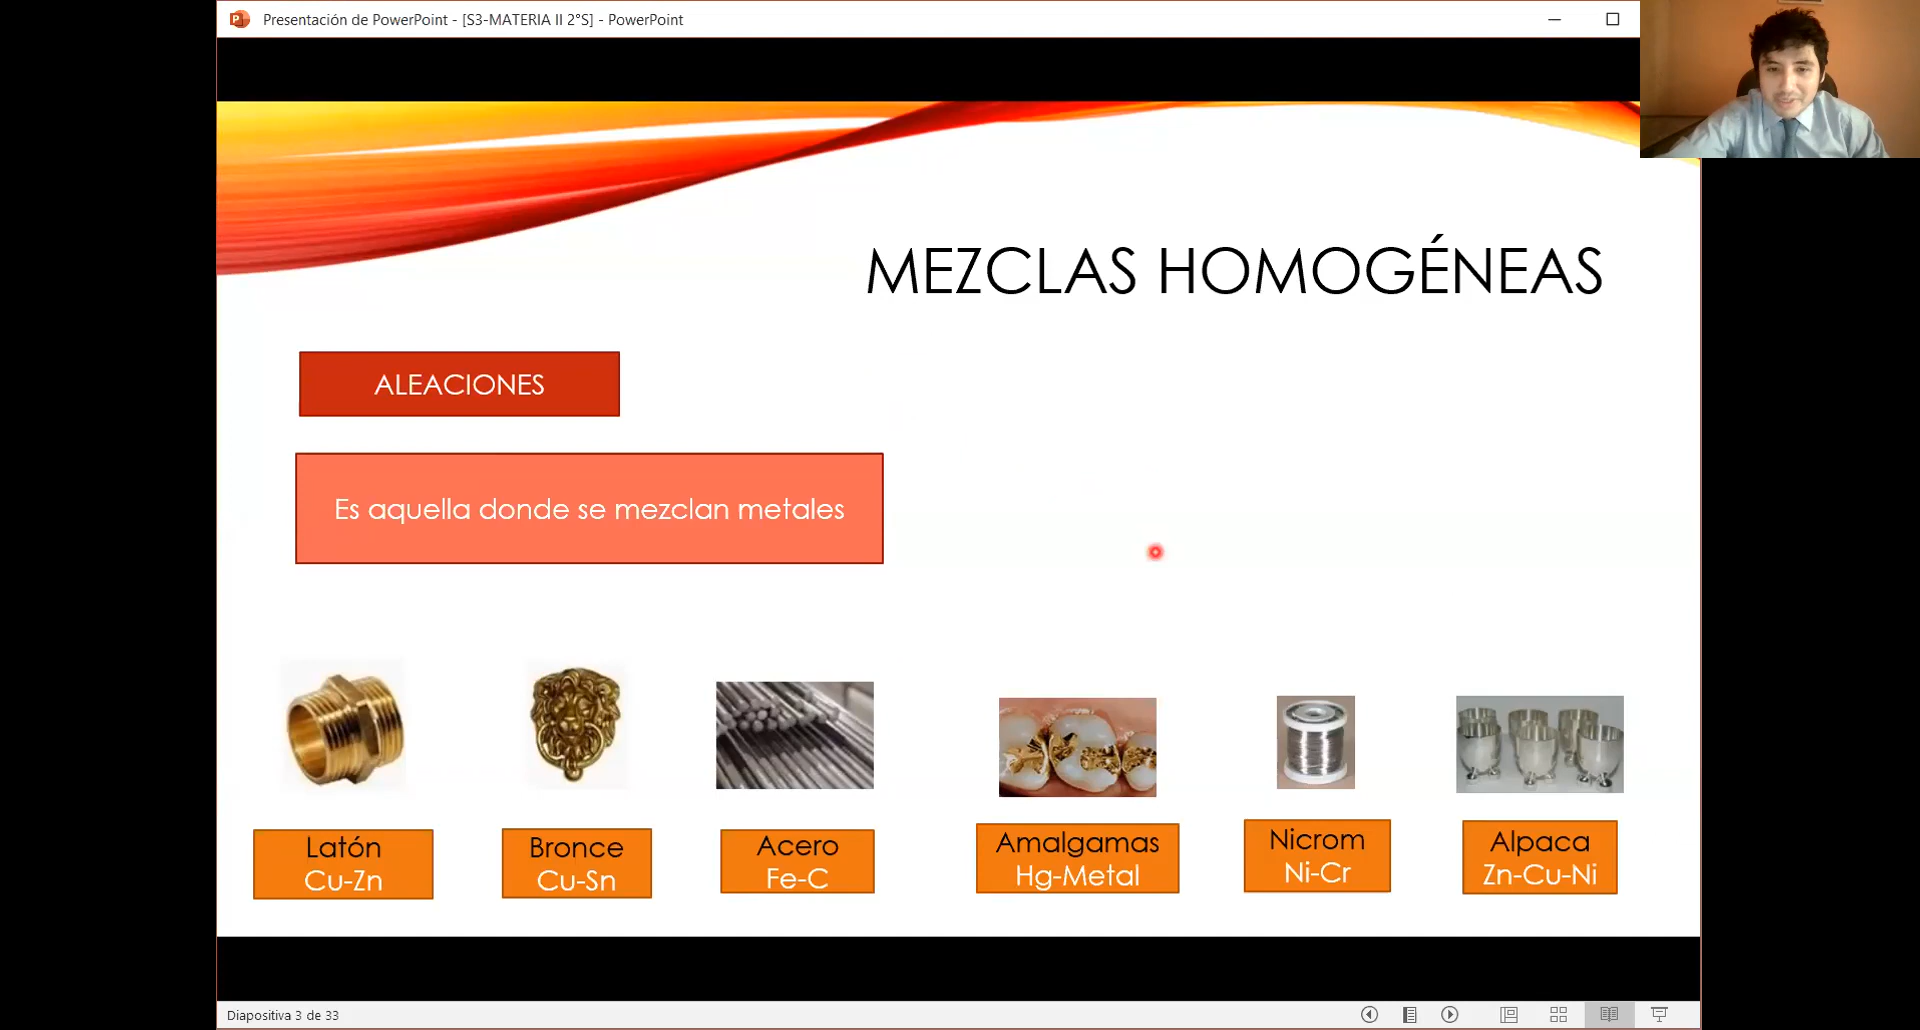 Presentación de PowerPoint - [S3-MATERIA II 2°S] - PowerPoint
MEZCLAS HOMOGÉNEAS
ALEACIONES
Es aquella donde se mezclan metales
Latón
Cu-Zn
Bronce
Cu-Sn
Acero
Fe-C
Amalgamas
Hg-Metal
Nicrom
Ni-Cr
Alpaca
Zn-Cu-Ni
Diapositiva 3 de 33